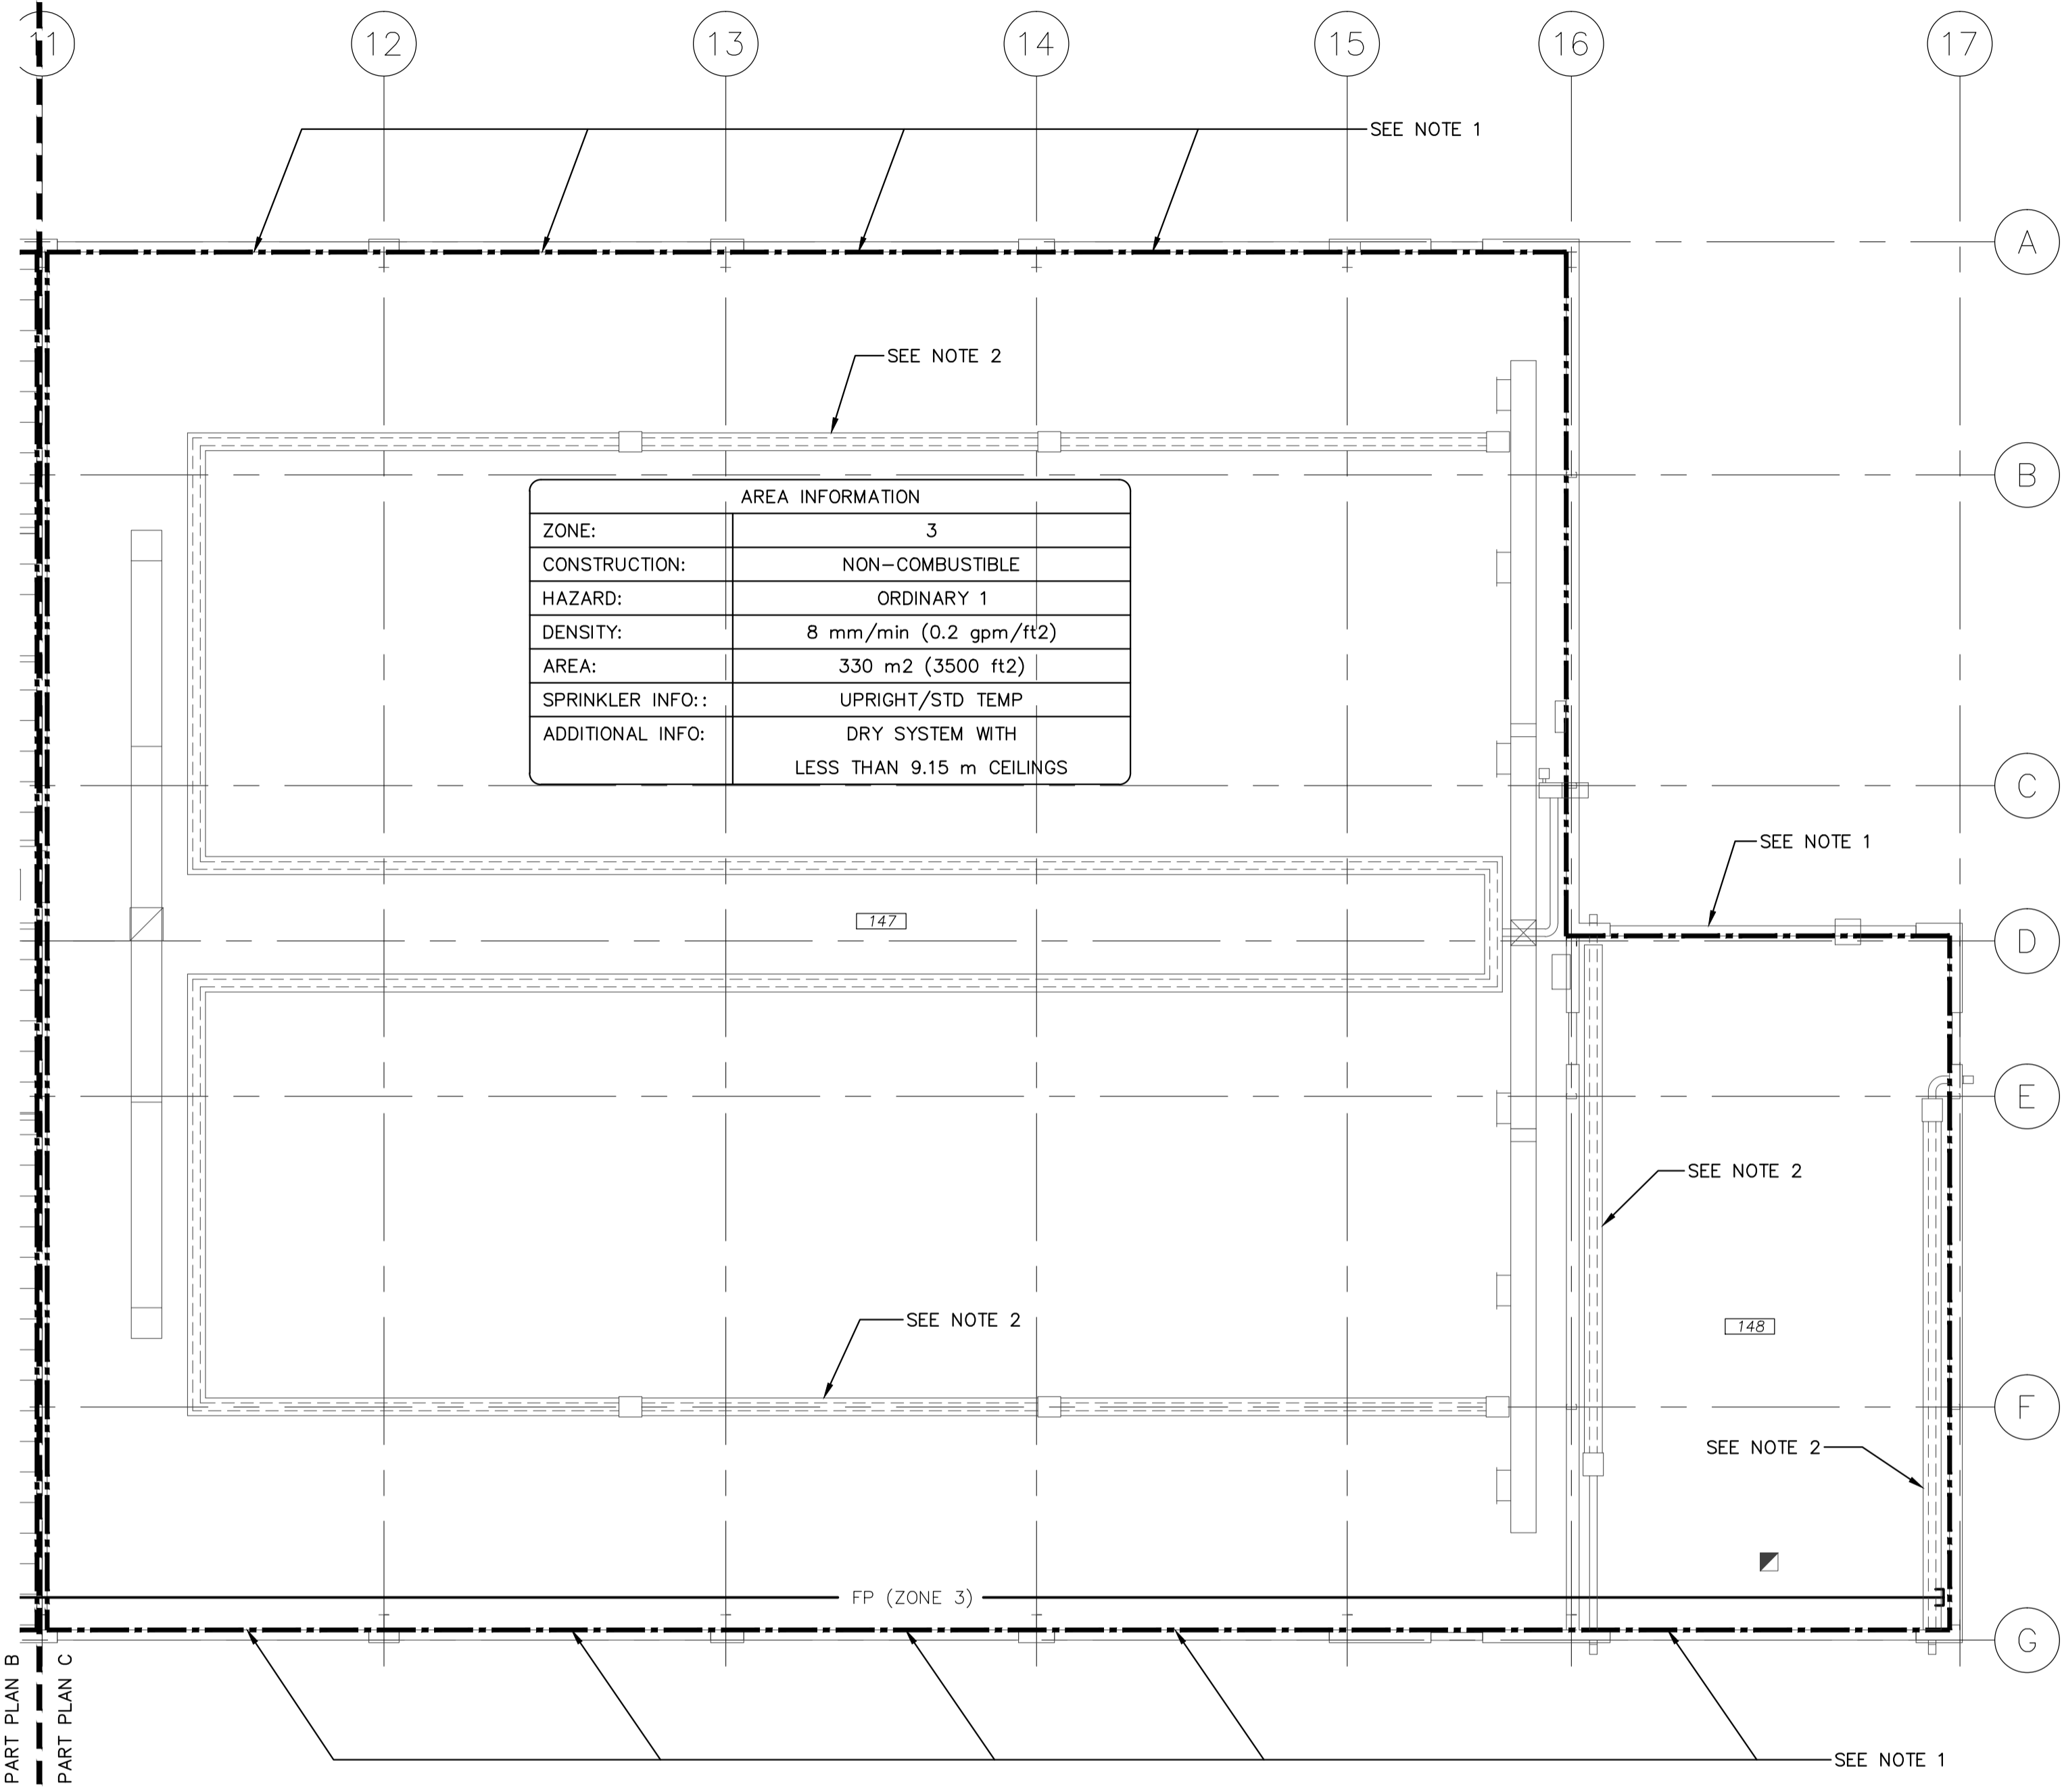 11 12 13 14 15 16 17
SEE NOTE 1
A
SEE NOTE 2
B
AREA INFORMATION
ZONE: 3
CONSTRUCTION: NON-COMBUSTIBLE
HAZARD: ORDINARY 1
DENSITY: 8 mm/min (0.2 gpm/ft2)
AREA: 330 m2 (3500 ft2)
SPRINKLER INFO:: UPRIGHT/STD TEMP
ADDITIONAL INFO: DRY SYSTEM WITH
LESS THAN 9.15 m CEILINGS
C
SEE NOTE 1
147
D
E
SEE NOTE 2
SEE NOTE 2
148
F
SEE NOTE 2
FP (ZONE 3)
G
PART PLAN B
PART PLAN C
SEE NOTE 1